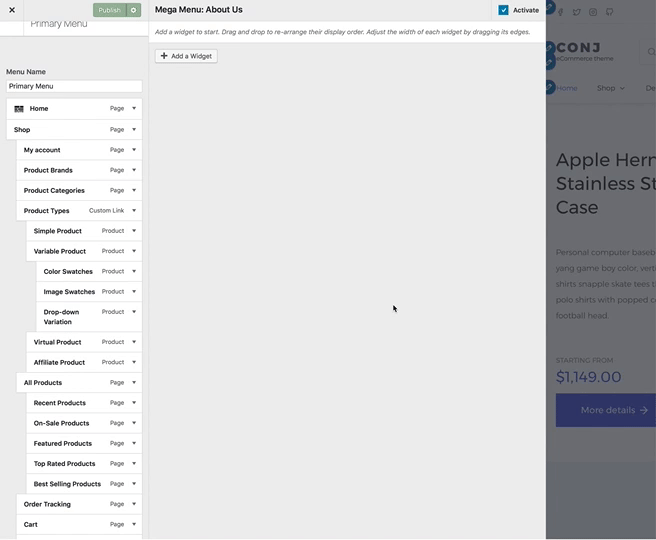 Publish
Primary Menu
Menu Name
Primary Menu
Home Page
Shop Page
My account Page
Product Brands Page
Product Categories Page
Product Types Custom Link
Simple Product Product
Variable Product Product
Color Swatches Product
Image Swatches Product
Drop-down Product
Variation
Virtual Product Product
Affiliate Product Product
All Products Page
Recent Products Page
On-Sale Products Page
Featured Products Page
Top Rated Products Page
Best Selling Products Page
Order Tracking Page
Cart Page
Mega Menu: About Us
Activate
Add a widget to start. Drag and drop to re-arrange their display order. Adjust the width of each widget by dragging its edges.
Add a Widget
CONJ
eCommerce theme
Home Shop De
Apple Herm
Stainless St
Case
Personal computer baseb
yang game boy color, verti
shirts snapple skate tees t
polo shirts with popped c
football head
STARTING FROM
$1,149.00
More details